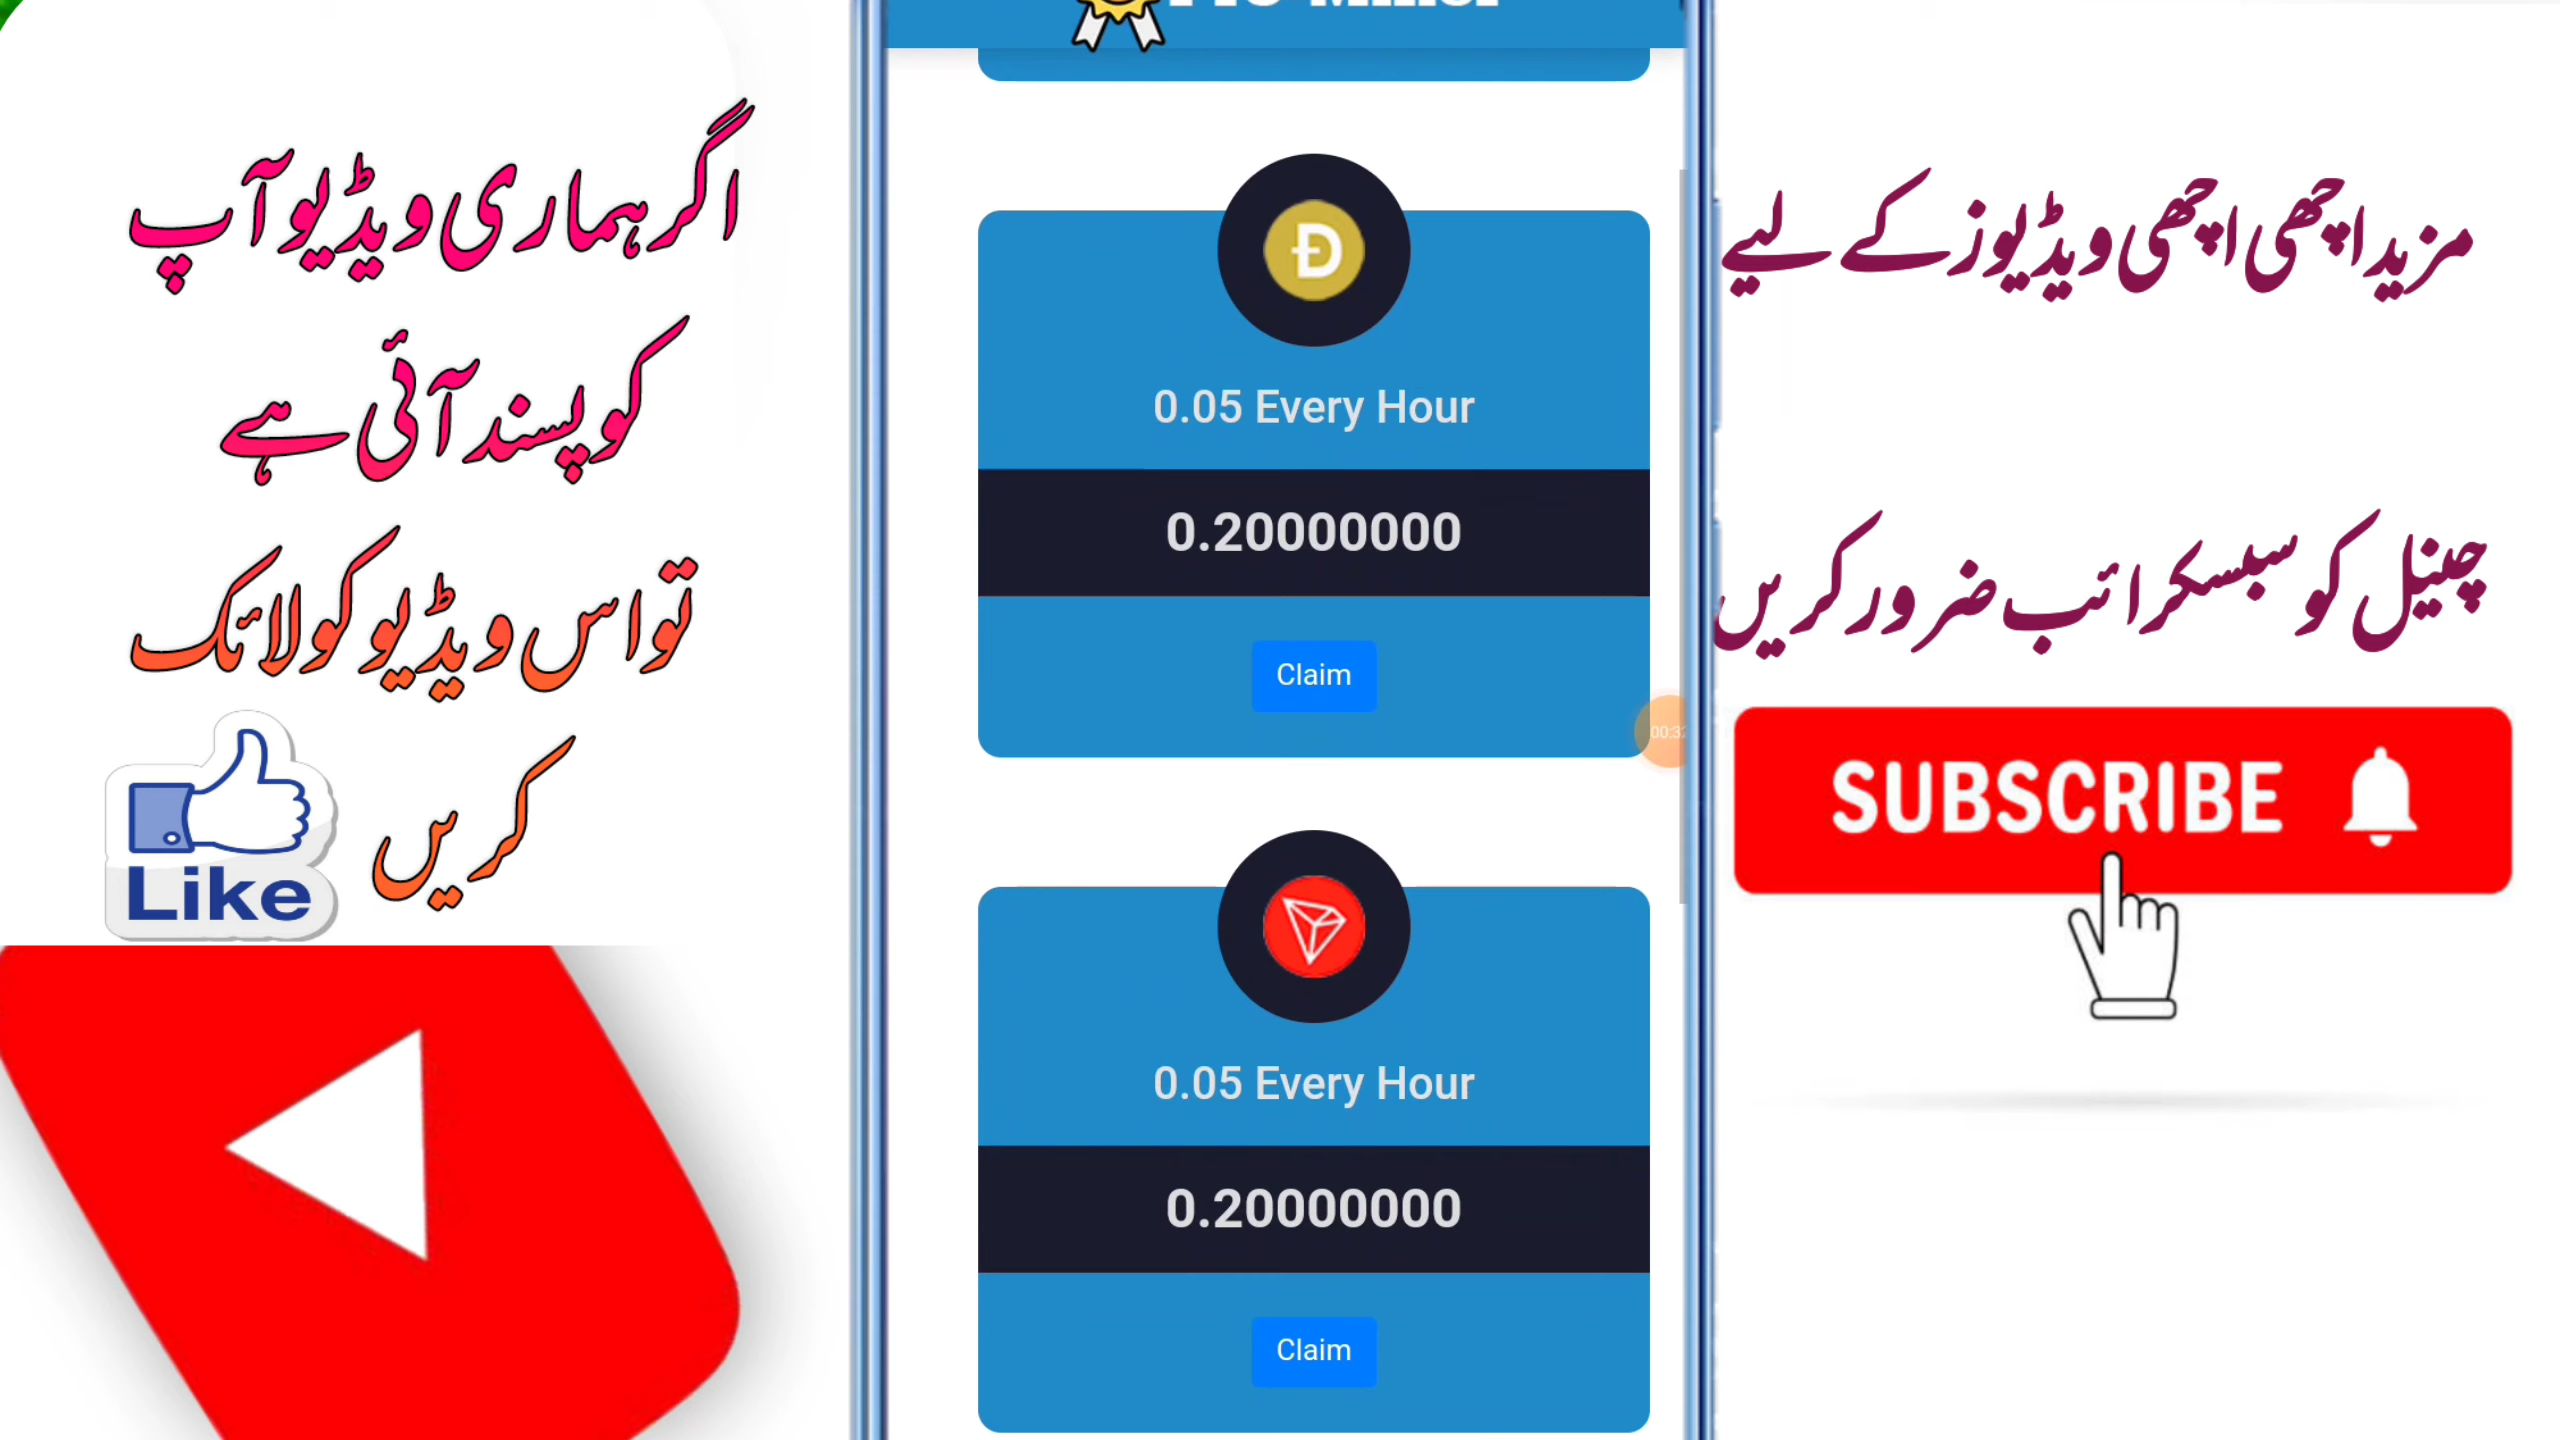 اگر ہماری ویڈیو آپ
کو پسند آئی ہے
تو اس ویڈیو کو لائک
کریں
Like
0.05 Every Hour
0.20000000
Claim
0.05 Every Hour
0.20000000
Claim
مزید اچھی اچھی ویڈیوز کے لیے
چینل کو سبسکرائب ضرور کریں
SUBSCRIBE